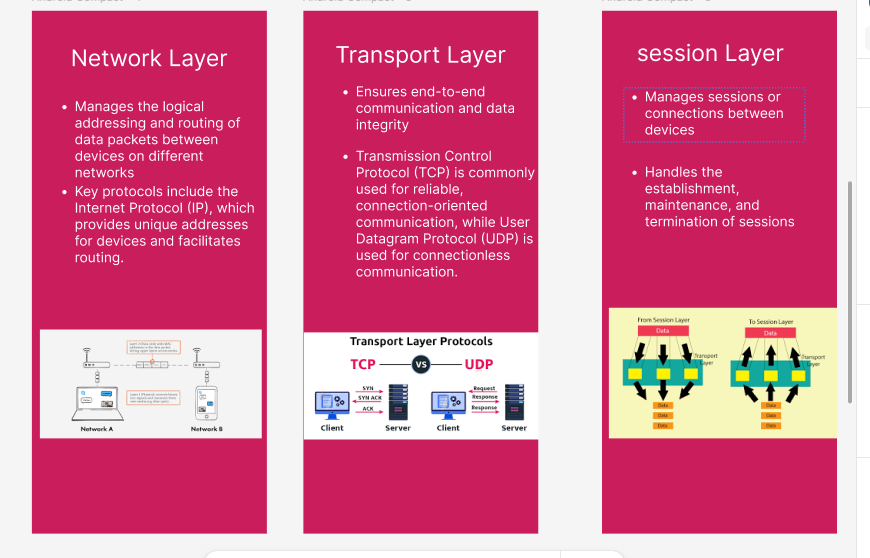 Network Layer
• Manages the logical
addressing and routing of
data packets between
devices on different
networks
• Key protocols include the
Internet Protocol (IP), which
provides unique addresses
for devices and facilitates
routing.
Network A
Network B
Transport Layer
• Ensures end-to-end
communication and data
integrity
• Transmission Control
Protocol (TCP) is commonly
used for reliable,
connection-oriented
communication, while User
Datagram Protocol (UDP) is
used for connectionless
communication.
Transport Layer Protocols
TCP
VS
UDP
SYN
SYN ACK
ACK
Client
Server
Request
Response
Response
Client
Server
session Layer
• Manages sessions or
connections between
devices
• Handles the
establishment,
maintenance, and
termination of sessions
From Session Layer
Data
Transport
Layer
Data
Data
Data
To Session Layer
Data
Transport
Layer
Data
Data
Data